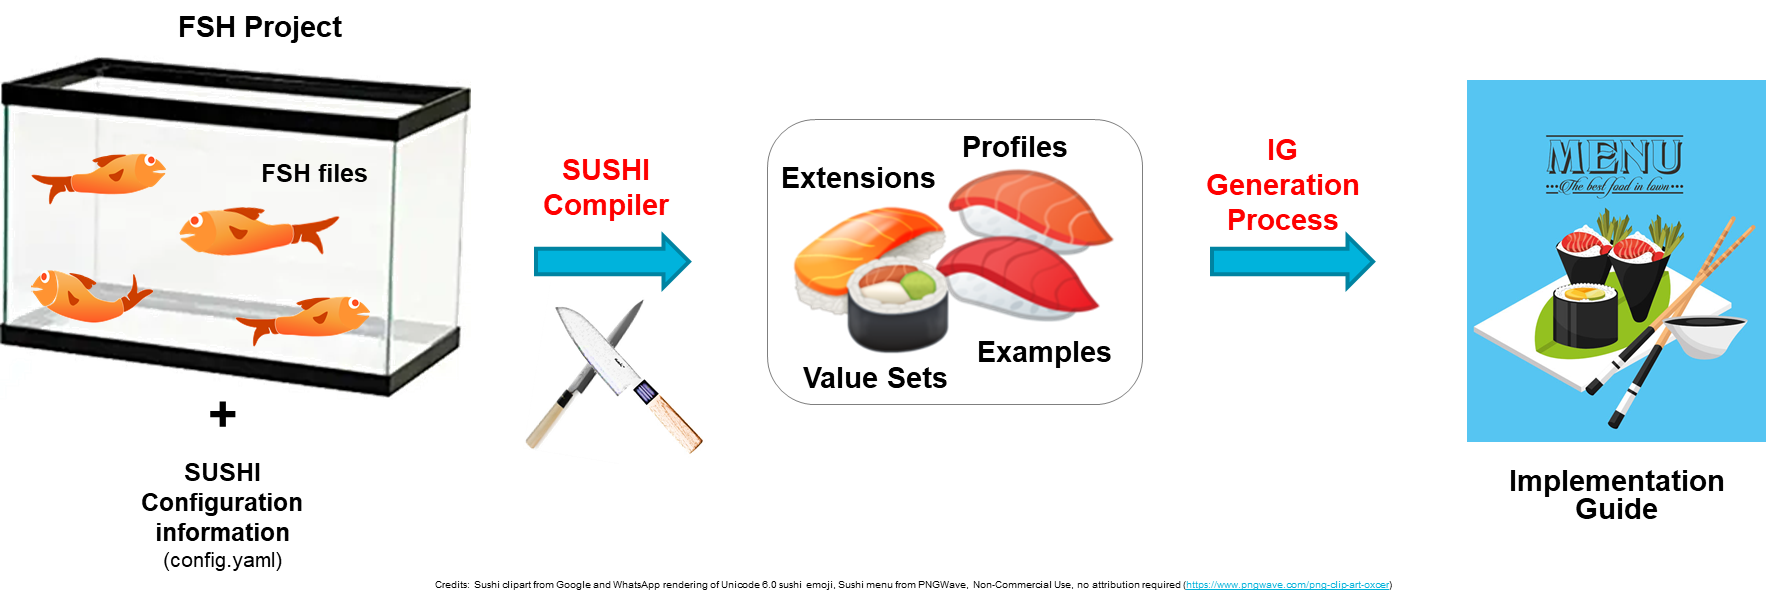 FSH Project
FSH files
+
SUSHI
Configuration
information
(config.yaml)
SUSHI
Compiler
Profiles
Extensions
Examples
Value Sets
IG
Generation
Process
MENU
The best food in town
Implementation
Guide
Credits: Sushi clipart from Google and WhatsApp rendering of Unicode 6.0 sushi emoji, Sushi menu from PNGWave, Non-Commercial Use, no attribution required (https://www.pngwave.com/png-clip-art-oxcer)